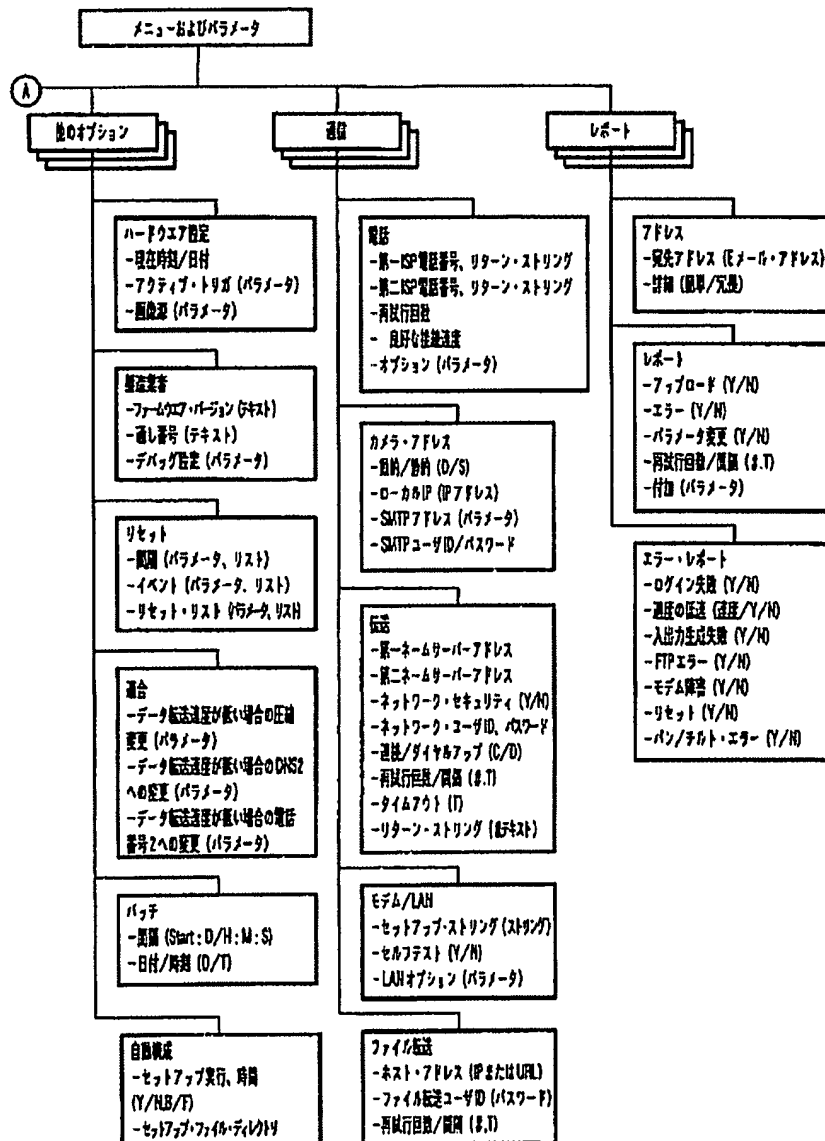 メニューおよびパラメータ
A
他のオプション
通信
レポート
ハードウエア設定
-現在時刻/日付
-アクティブ・トリガ (パラメータ)
-画像源 (パラメータ)
製造業者
-ファームウエア・バージョン (テキスト)
-通し番号 (テキスト)
-デバッグ設定 (パラメータ)
リセット
-間隔 (パラメータ、リスト)
-イベント (パラメータ、リスト)
-リセット・リスト (パラメータ、リスト)
適合
-データ転送速度が低い場合の圧縮
変更 (パラメータ)
-データ転送速度が低い場合のDNS2
への変更 (パラメータ)
-データ転送速度が低い場合の電話
番号2への変更 (パラメータ)
バッチ
-間隔 (Start:D/H:M:S)
-日付/時刻 (D/T)
自動構成
-セットアップ実行、時間
(Y/N,B/F)
-セットアップ・ファイル・ディレクトリ
電話
-第一ISP電話番号、リターン・ストリング
-第二ISP電話番号、リターン・ストリング
-再試行回数
- 良好な接続速度
-オプション (パラメータ)
カメラ・アドレス
-動的/静的 (D/S)
-ローカルIP (IPアドレス)
-SMTPアドレス (パラメータ)
-SMTPユーザID/パスワード
伝送
-第一ネームサーバーアドレス
-第二ネームサーバーアドレス
-ネットワーク・セキュリティ (Y/N)
-ネットワーク・ユーザID、パスワード
-連接/ダイヤルアップ (C/D)
-再試行回数/間隔 (#,T)
-タイムアウト (T)
-リターン・ストリング (テキスト)
モデム/LAN
-セットアップ・ストリング (ストリング)
-セルフテスト (Y/N)
-LANオプション (パラメータ)
ファイル転送
-ホスト・アドレス (IPまたはURL)
-ファイル転送ユーザID (パスワード)
-再試行回数/間隔 (#,T)
アドレス
-宛先アドレス (Eメール・アドレス)
-詳細 (簡単/冗長)
レポート
-アップロード (Y/N)
-エラー (Y/N)
-パラメータ変更 (Y/N)
-再試行回数/間隔 (#,T)
-付加 (パラメータ)
エラー・レポート
-ログイン失敗 (Y/N)
-速度の低速 (速度/Y/N)
-入出力生成失敗 (Y/N)
-FTPエラー (Y/N)
-モデム障害 (Y/N)
-リセット (Y/N)
-パン/チルト・エラー (Y/N)